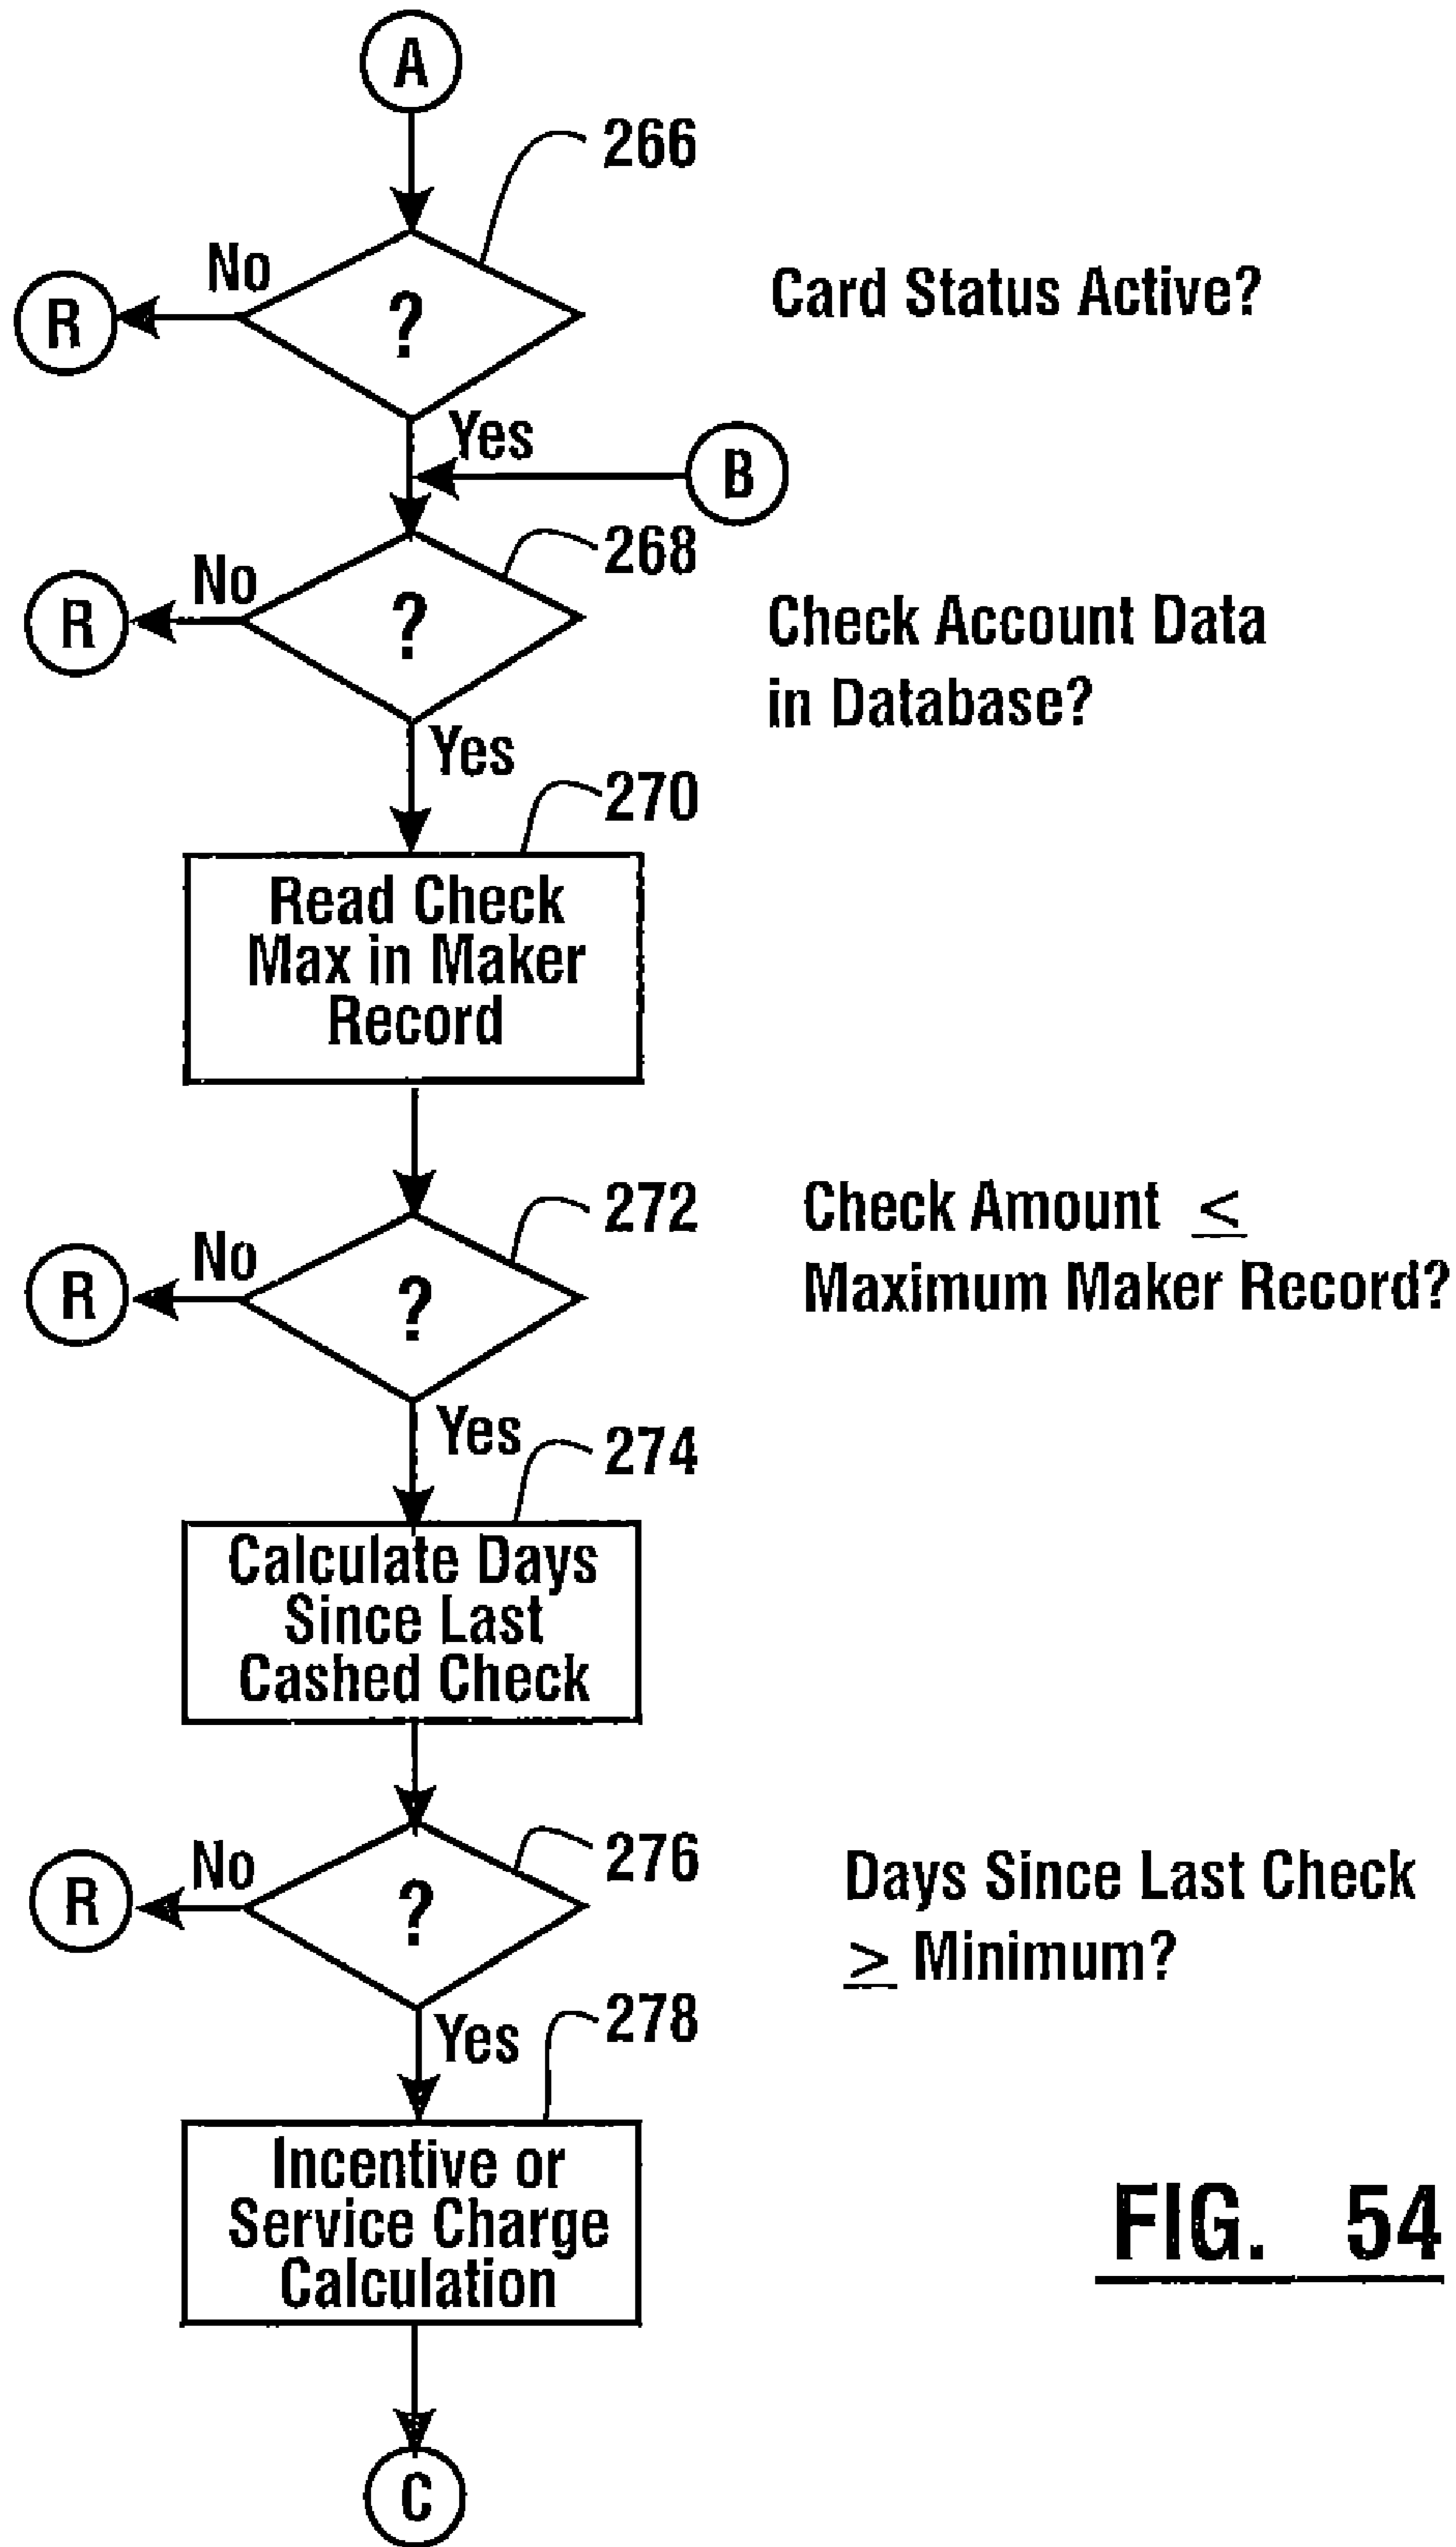 A
266
No
R
?
Card Status Active?
Yes
B
268
No
R
?
Check Account Data
in Database?
Yes
270
Read Check
Max in Maker
Record
272
Check Amount ≤
Maximum Maker Record?
No
R
?
Yes
274
Calculate Days
Since Last
Cashed Check
276
No
R
?
Days Since Last Check
≥ Minimum?
Yes
278
Incentive or
Service Charge
Calculation
FIG. 54
C